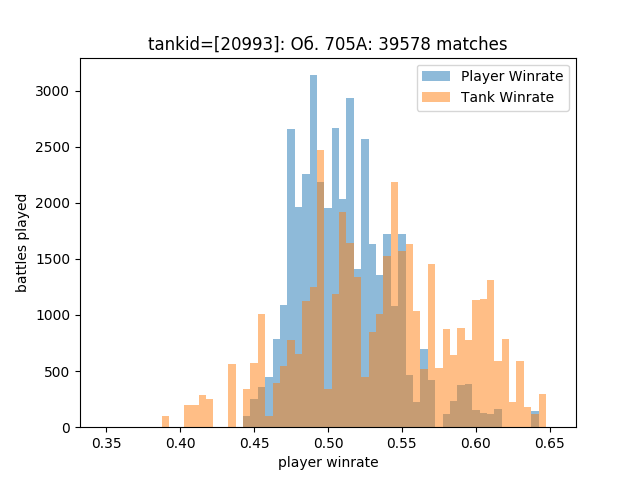 tankid=[20993]: Об. 705А: 39578 matches
Player Winrate
Tank Winrate
battles played
3000
2500
2000
1500
1000
500
0
0.35 0.40 0.45 0.50 0.55 0.60 0.65
player winrate